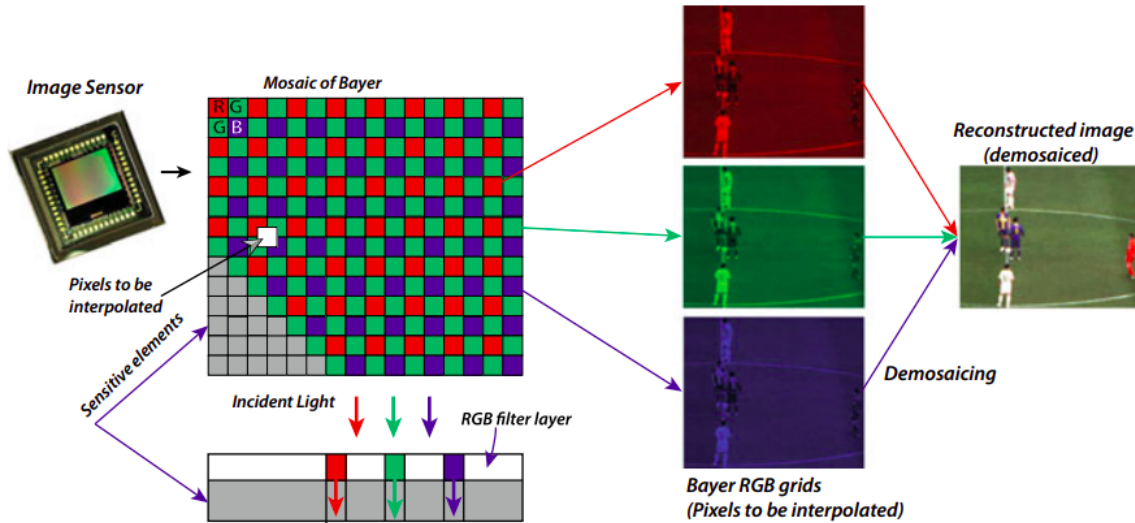 Image Sensor
Mosaic of Bayer
R G
G B
Pixels to be
interpolated
Sensitive elements
Incident Light
RGB filter layer
Bayer RGB grids
(Pixels to be interpolated)
Demosaicing
Reconstructed image
(demosaiced)